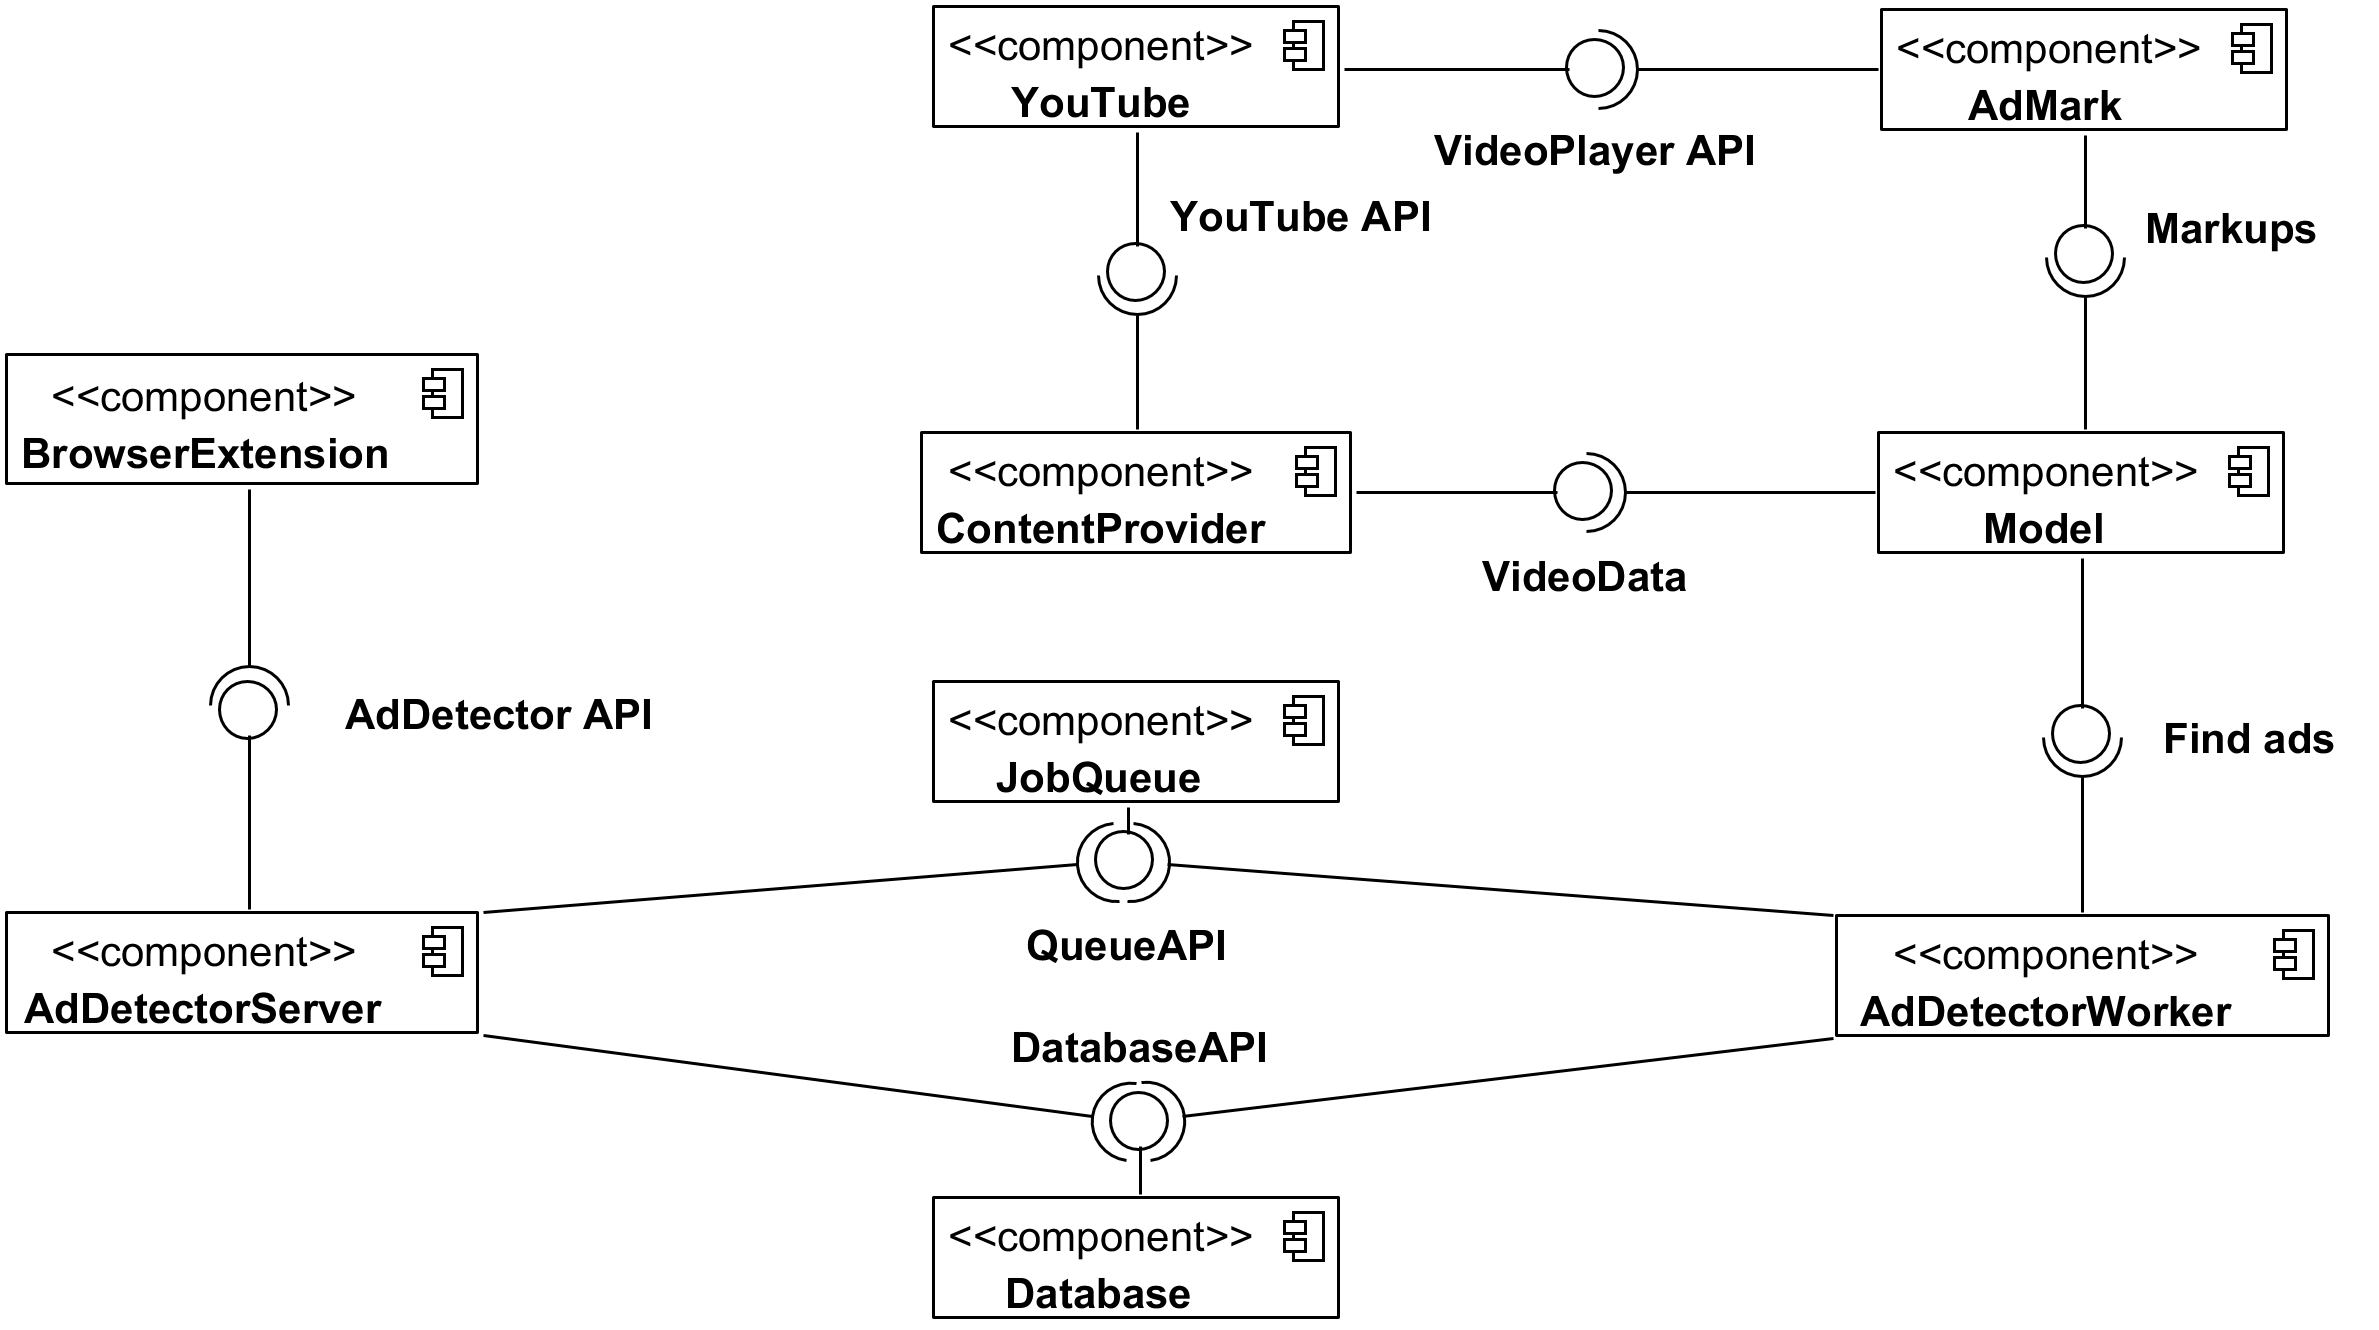 <<component>>
YouTube
<<component>>
AdMark
VideoPlayer API
YouTube API
Markups
<<component>>
BrowserExtension
<<component>>
ContentProvider
<<component>>
Model
VideoData
AdDetector API
<<component>>
JobQueue
Find ads
QueueAPI
<<component>>
AdDetectorServer
<<component>>
AdDetectorWorker
DatabaseAPI
<<component>>
Database